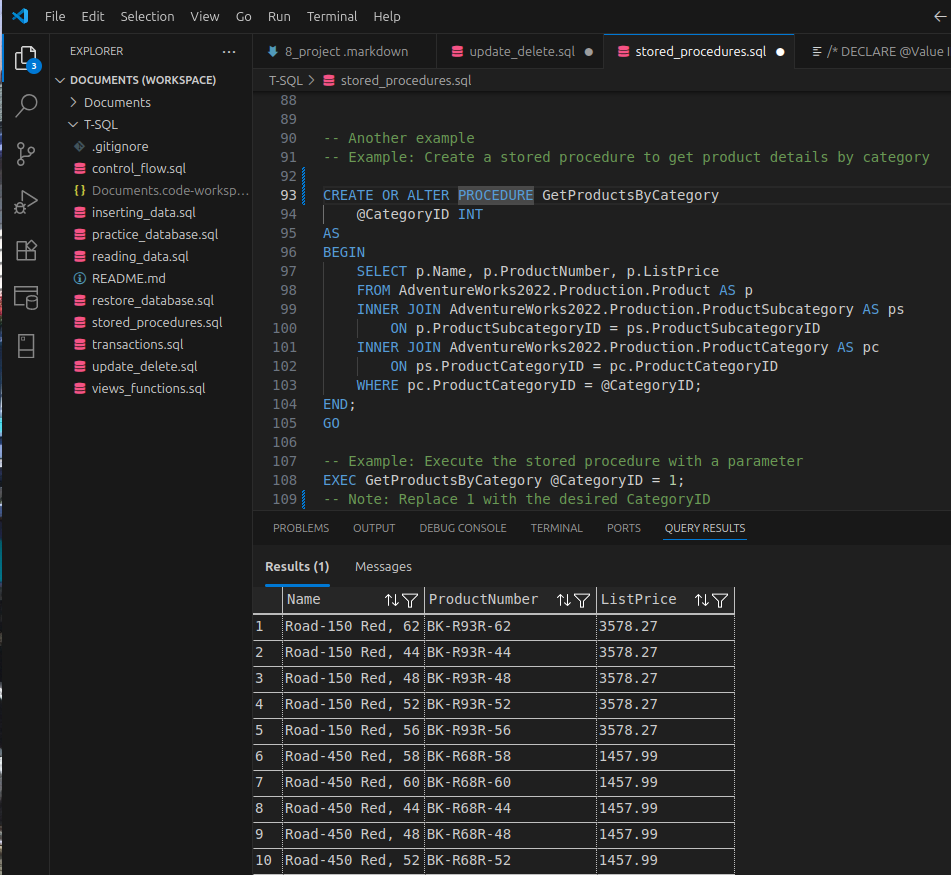 File Edit Selection View Go Run Terminal Help
EXPLORER
3
DOCUMENTS (WORKSPACE)
Documents
T-SQL
.gitignore
control_flow.sql
{} Documents.code-worksp...
inserting_data.sql
practice_database.sql
reading_data.sql
README.md
restore_database.sql
stored_procedures.sql
transactions.sql
update_delete.sql
views_functions.sql
8_project .markdown update_delete.sql stored_procedures.sql /* DECLARE @Value I
T-SQL > stored_procedures.sql
88
89
90 -- Another example
91 -- Example: Create a stored procedure to get product details by category
92
93 CREATE OR ALTER PROCEDURE GetProductsByCategory
94 @CategoryID INT
95 AS
96 BEGIN
97 SELECT p.Name, p.ProductNumber, p.ListPrice
98 FROM AdventureWorks2022.Production.Product AS p
99 INNER JOIN AdventureWorks2022.Production.ProductSubcategory AS ps
100 ON p.ProductSubcategoryID = ps.ProductSubcategoryID
101 INNER JOIN AdventureWorks2022.Production.ProductCategory AS pc
102 ON ps.ProductCategoryID = pc.ProductCategoryID
103 WHERE pc.ProductCategoryID = @CategoryID;
104 END;
105 GO
106
107 -- Example: Execute the stored procedure with a parameter
108 EXEC GetProductsByCategory @CategoryID = 1;
109 -- Note: Replace 1 with the desired CategoryID
PROBLEMS OUTPUT DEBUG CONSOLE TERMINAL PORTS QUERY RESULTS
Results (1) Messages
Name ProductNumber ListPrice
1 Road-150 Red, 62 BK-R93R-62 3578.27
2 Road-150 Red, 44 BK-R93R-44 3578.27
3 Road-150 Red, 48 BK-R93R-48 3578.27
4 Road-150 Red, 52 BK-R93R-52 3578.27
5 Road-150 Red, 56 BK-R93R-56 3578.27
6 Road-450 Red, 58 BK-R68R-58 1457.99
7 Road-450 Red, 60 BK-R68R-60 1457.99
8 Road-450 Red, 44 BK-R68R-44 1457.99
9 Road-450 Red, 48 BK-R68R-48 1457.99
10 Road-450 Red, 52 BK-R68R-52 1457.99